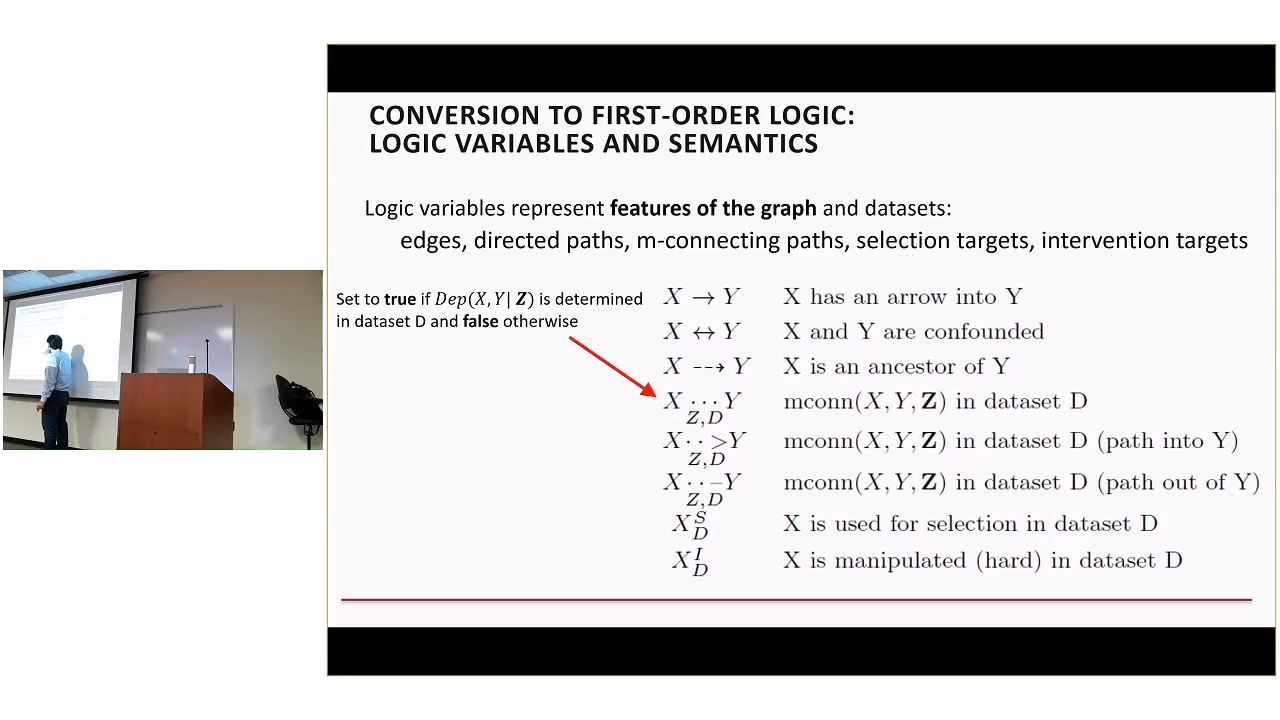 CONVERSION TO FIRST-ORDER LOGIC:
LOGIC VARIABLES AND SEMANTICS
Logic variables represent features of the graph and datasets:
edges, directed paths, m-connecting paths, selection targets, intervention targets
Set to true if Dep(X, Y| Z) is determined
in dataset D and false otherwise
X → Y X has an arrow into Y
X ↔ Y X and Y are confounded
X ⇢ Y X is an ancestor of Y
X ··· Y mconn(X, Y, Z) in dataset D
Z,D
X ··> Y mconn(X, Y, Z) in dataset D (path into Y)
Z,D
X ··– Y mconn(X, Y, Z) in dataset D (path out of Y)
Z,D
X_D^S X is used for selection in dataset D
X_D^I X is manipulated (hard) in dataset D